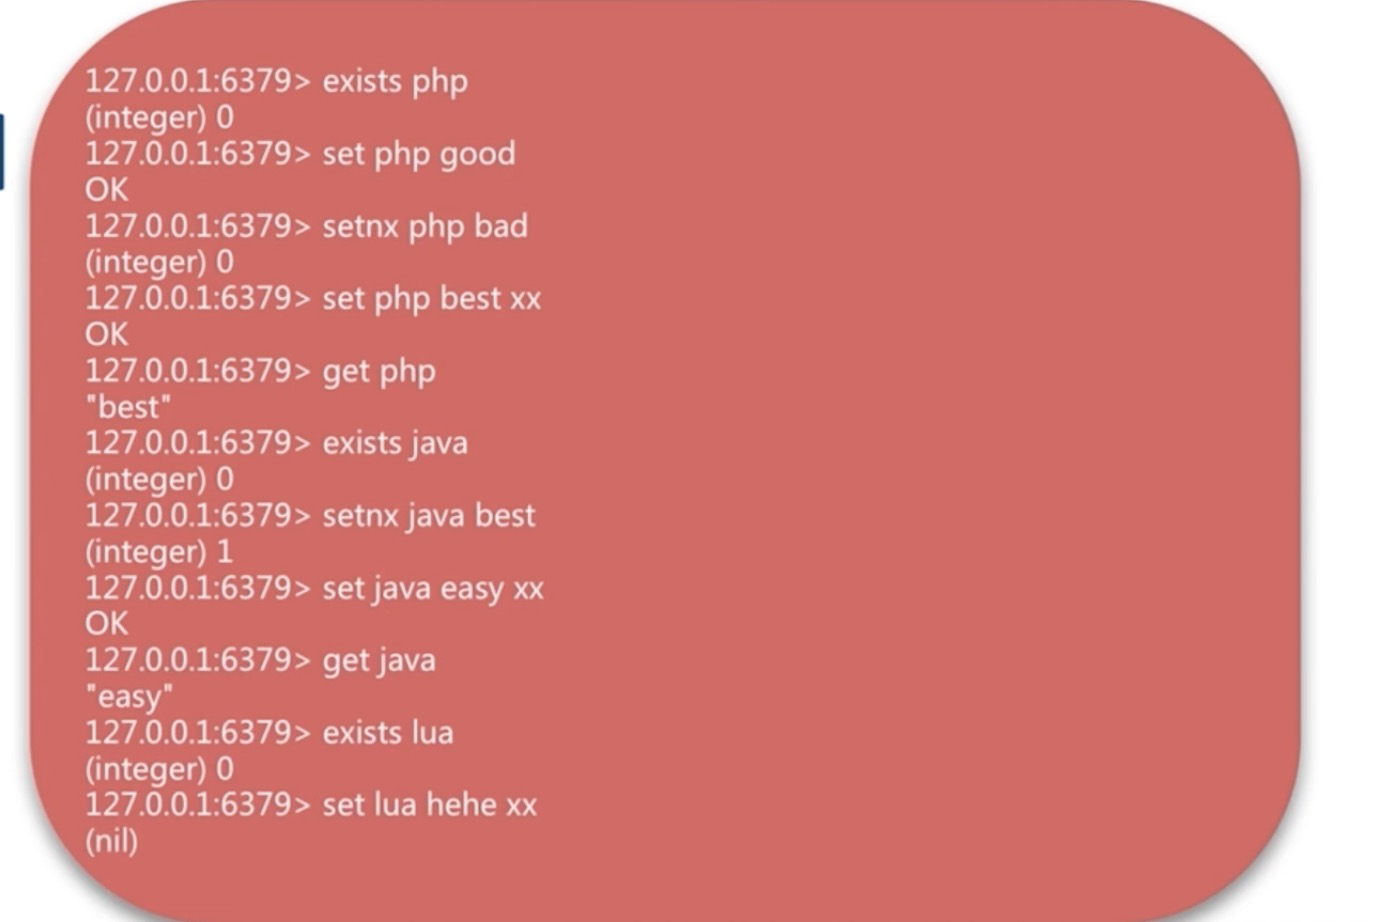 127.0.0.1:6379> exists php
(integer) 0
127.0.0.1:6379> set php good
OK
127.0.0.1:6379> setnx php bad
(integer) 0
127.0.0.1:6379> set php best xx
OK
127.0.0.1:6379> get php
"best"
127.0.0.1:6379> exists java
(integer) 0
127.0.0.1:6379> setnx java best
(integer) 1
127.0.0.1:6379> set java easy xx
OK
127.0.0.1:6379> get java
"easy"
127.0.0.1:6379> exists lua
(integer) 0
127.0.0.1:6379> set lua hehe xx
(nil)